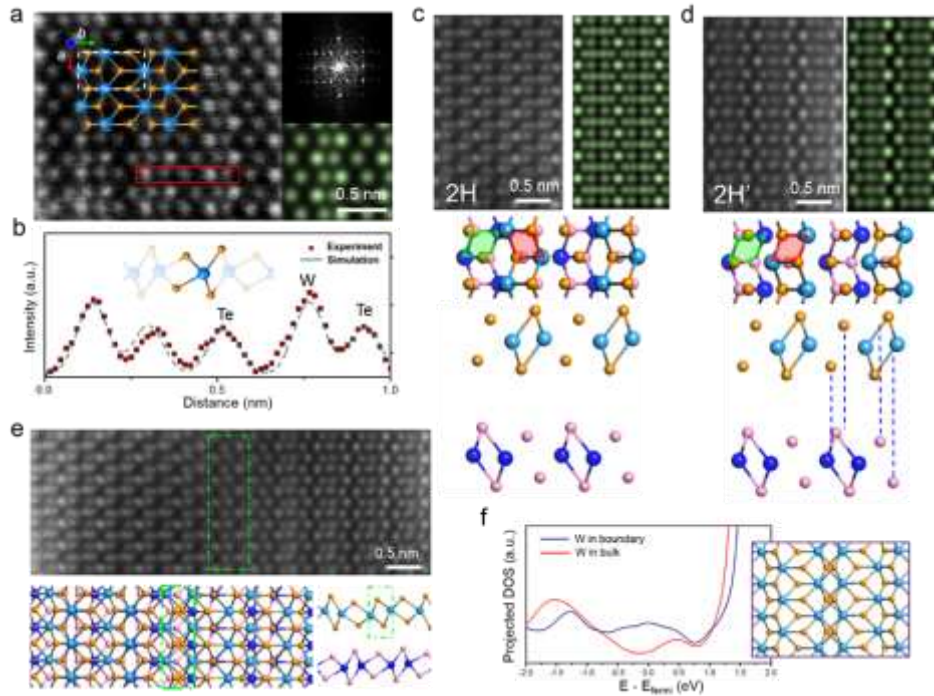 a
b
0.5 nm
b
Intensity (a.u.)
Experiment
Simulation
W
Te
Te
0.0
0.5
1.0
Distance (nm)
c
2H
0.5 nm
d
2H'
0.5 nm
e
0.5 nm
f
Projected DOS (a.u.)
W in boundary
W in bulk
E - E_fermi (eV)